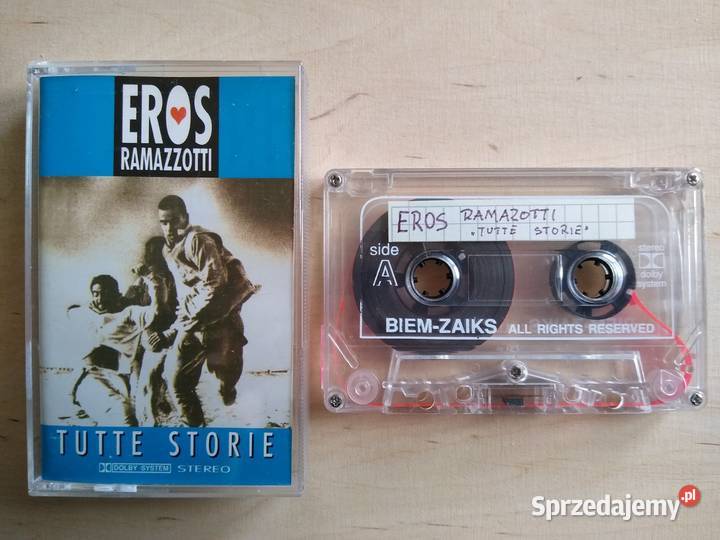 EROS
RAMAZZOTTI
TUTTE STORIE
DOLBY SYSTEM STEREO
EROS RAMAZOTTI
"TUTTE STORIE"
side
A
stereo
dolby
system
BIEM-ZAIKS ALL RIGHTS RESERVED
Sprzedajemy.pl